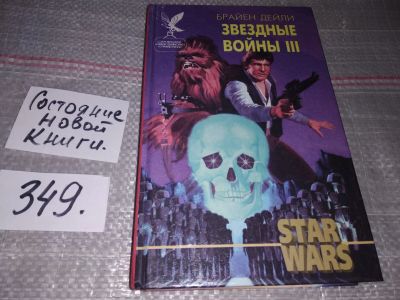 БРАЙЕН ДЕЙЛИ
ЗВЕЗДНЫЕ
ВОЙНЫ III
STAR
WARS
Состояние
новой
книги.
349.